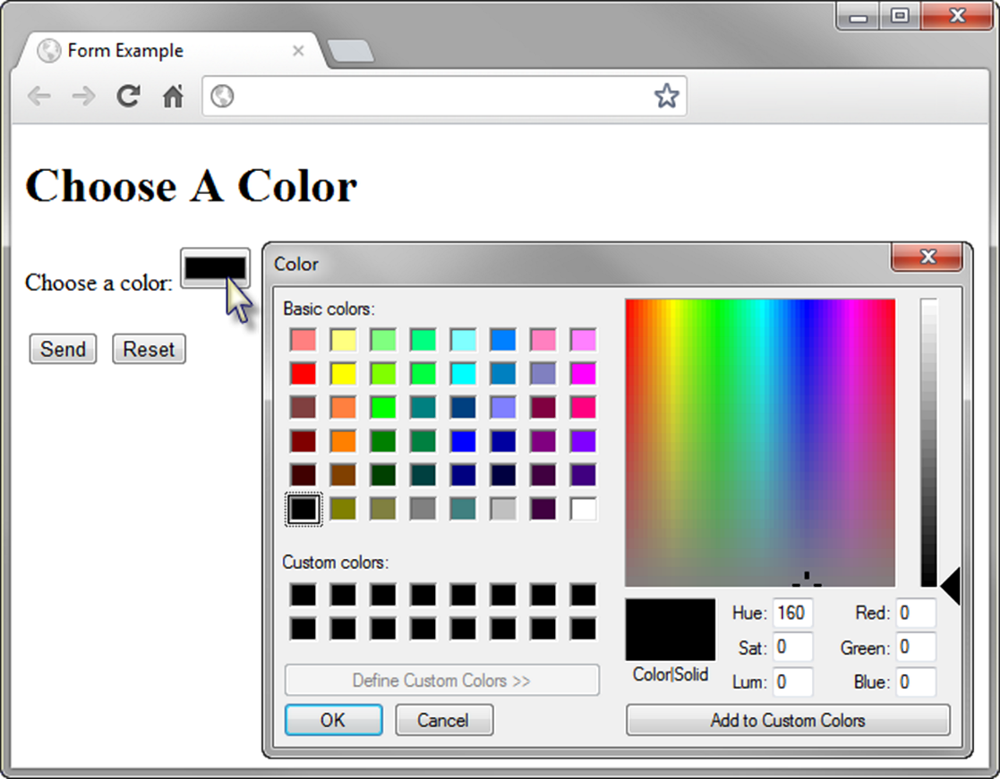 Form Example
Choose A Color
Choose a color:
Send Reset
Color
Basic colors:
Custom colors:
Define Custom Colors >>
OK Cancel
Color|Solid
Hue: 160 Red: 0
Sat: 0 Green: 0
Lum: 0 Blue: 0
Add to Custom Colors